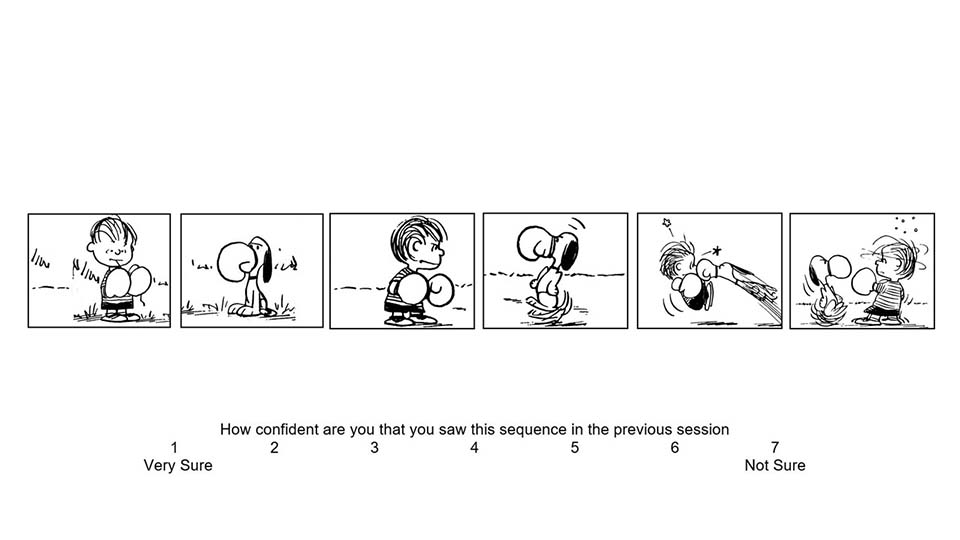 How confident are you that you saw this sequence in the previous session
1 2 3 4 5 6 7
Very Sure Not Sure